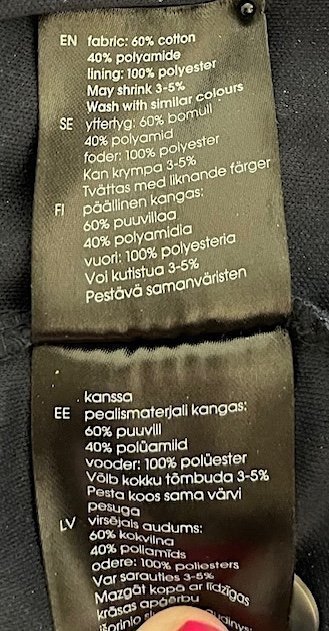 EN fabric: 60% cotton
40% polyamide
lining: 100% polyester
May shrink 3-5%
Wash with similar colours
SE yttertyg: 60% bomull
40% polyamid
foder: 100% polyester
Kan krympa 3-5%
Tvättas med liknande färger
FI päällinen kangas:
60% puuvillaa
40% polyamidia
vuori: 100% polyesteria
Voi kutistua 3-5%
Pestävä samanväristen
kanssa
EE pealismaterjali kangas:
60% puuvill
40% polüamiid
vooder: 100% polüester
Võib kokku tõmbuda 3-5%
Pesta koos sama värvi
pesuga
LV virsējais audums:
60% kokvilna
40% poliamīds
odere: 100% poliesters
Var sarauties 3-5%
Mazgāt kopā ar līdzīgas
krāsas apģērbu